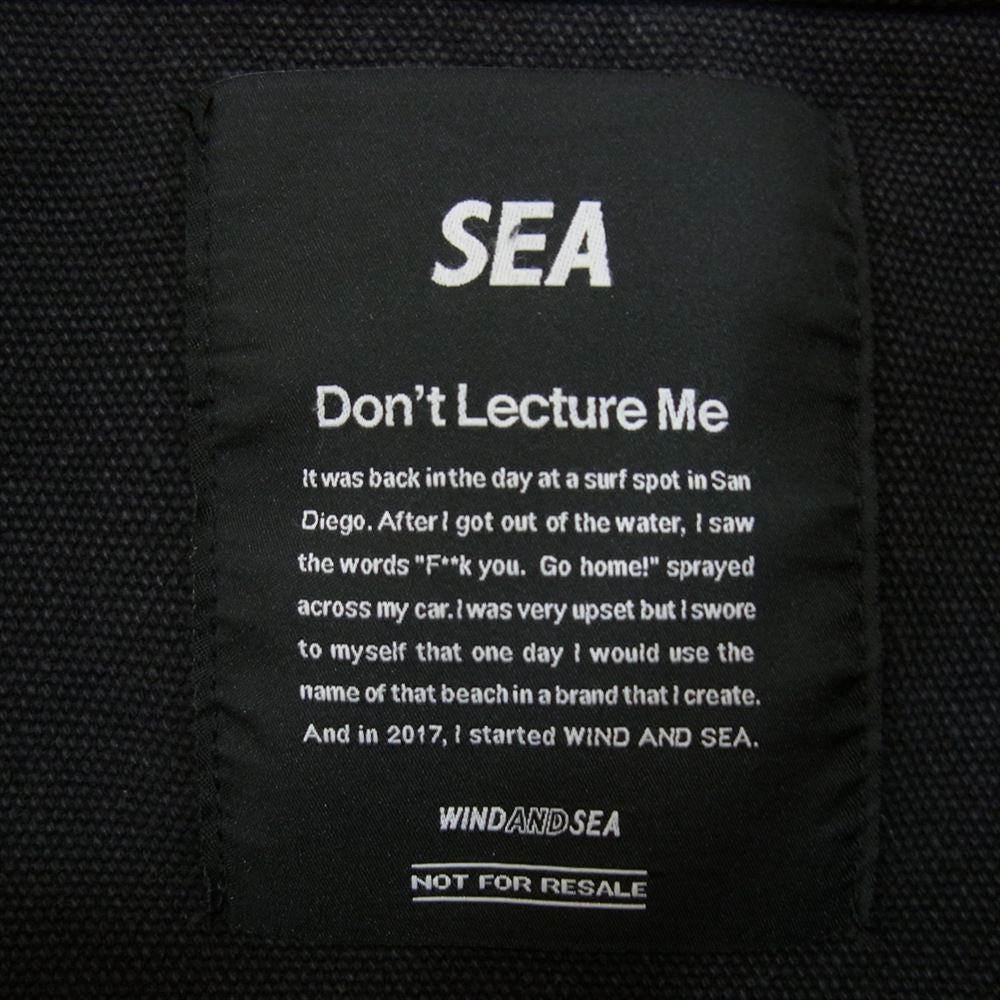 SEA
Don't Lecture Me
It was back in the day at a surf spot in San
Diego. After I got out of the water, I saw
the words "F**k you. Go home!" sprayed
across my car. I was very upset but I swore
to myself that one day I would use the
name of that beach in a brand that I create.
And in 2017, I started WIND AND SEA.
WINDANDSEA
NOT FOR RESALE